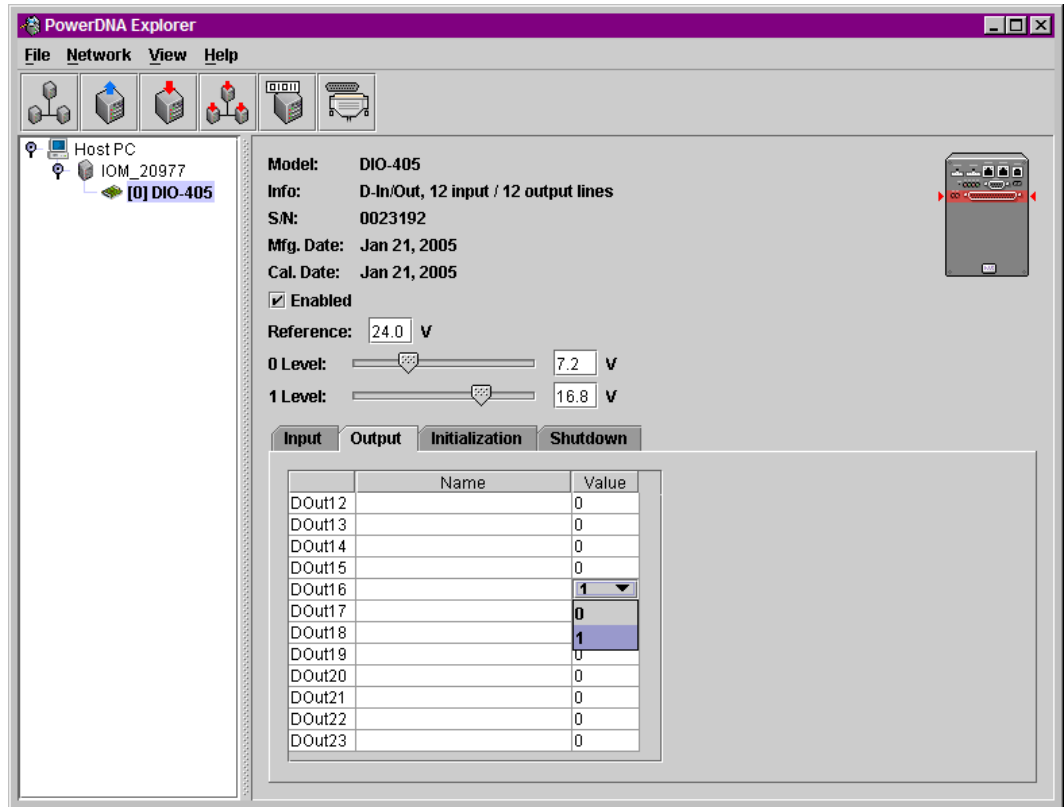 PowerDNA Explorer
File Network View Help
Host PC
IOM_20977
[0] DIO-405
Model: DIO-405
Info: D-In/Out, 12 input / 12 output lines
S/N: 0023192
Mfg. Date: Jan 21, 2005
Cal. Date: Jan 21, 2005
Enabled
Reference: 24.0 V
0 Level: 7.2 V
1 Level: 16.8 V
Input Output Initialization Shutdown
Name Value
DOut12 0
DOut13 0
DOut14 0
DOut15 0
DOut16 1
DOut17 0
DOut18 1
DOut19 0
DOut20 0
DOut21 0
DOut22 0
DOut23 0